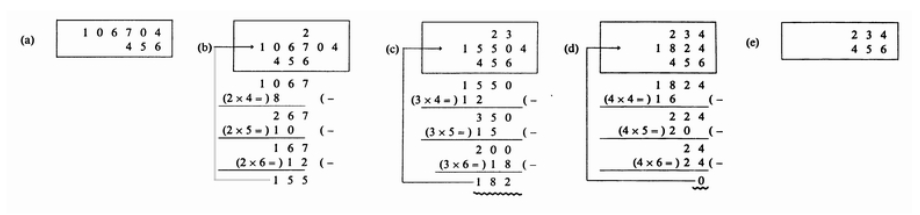 (a)
1 0 6 7 0 4
4 5 6
(b)
2
1 0 6 7 0 4
4 5 6
1 0 6 7
(2 × 4 =) 8 ( –
2 6 7
(2 × 5 =) 1 0 ( –
1 6 7
(2 × 6 =) 1 2 ( –
1 5 5
(c)
2 3
1 5 5 0 4
4 5 6
1 5 5 0
(3 × 4 =) 1 2 ( –
3 5 0
(3 × 5 =) 1 5 ( –
2 0 0
(3 × 6 =) 1 8 ( –
1 8 2
(d)
2 3 4
1 8 2 4
4 5 6
1 8 2 4
(4 × 4 =) 1 6 ( –
2 2 4
(4 × 5 =) 2 0 ( –
2 4
(4 × 6 =) 2 4 ( –
0
(e)
2 3 4
4 5 6